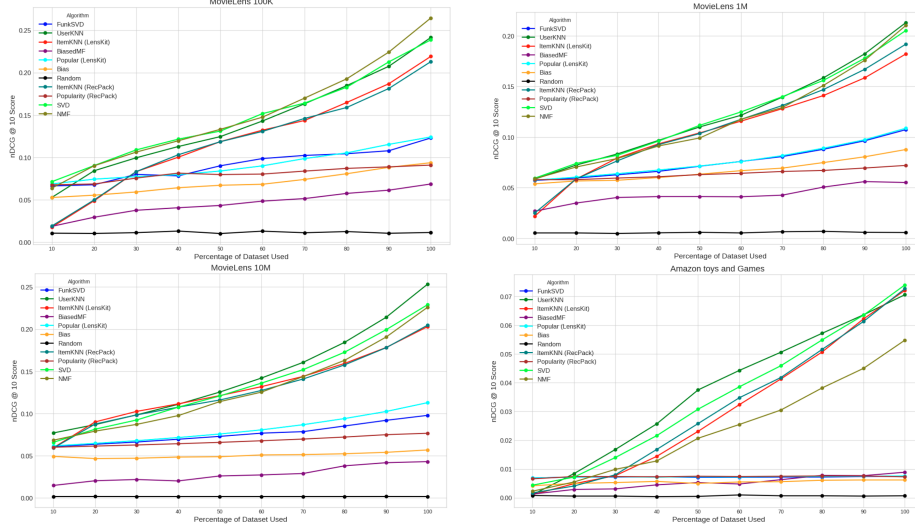 MovieLens 100K
nDCG @ 10 Score
0.25
0.20
0.15
0.10
0.05
0.00
Algorithm
FunkSVD
UserKNN
ItemKNN (LensKit)
BiasedMF
Popular (LensKit)
Bias
Random
ItemKNN (RecPack)
Popularity (RecPack)
SVD
NMF
10 20 30 40 50 60 70 80 90 100
Percentage of Dataset Used
MovieLens 1M
nDCG @ 10 Score
0.20
0.15
0.10
0.05
0.00
Algorithm
FunkSVD
UserKNN
ItemKNN (LensKit)
BiasedMF
Popular (LensKit)
Bias
Random
ItemKNN (RecPack)
Popularity (RecPack)
SVD
NMF
10 20 30 40 50 60 70 80 90 100
Percentage of Dataset Used
MovieLens 10M
nDCG @ 10 Score
0.25
0.20
0.15
0.10
0.05
0.00
Algorithm
FunkSVD
UserKNN
ItemKNN (LensKit)
BiasedMF
Popular (LensKit)
Bias
Random
ItemKNN (RecPack)
Popularity (RecPack)
SVD
NMF
10 20 30 40 50 60 70 80 90 100
Percentage of Dataset Used
Amazon toys and Games
nDCG @ 10 Score
0.07
0.06
0.05
0.04
0.03
0.02
0.01
0.00
Algorithm
FunkSVD
UserKNN
ItemKNN (LensKit)
BiasedMF
Popular (LensKit)
Bias
Random
ItemKNN (RecPack)
Popularity (RecPack)
SVD
NMF
10 20 30 40 50 60 70 80 90 100
Percentage of Dataset Used